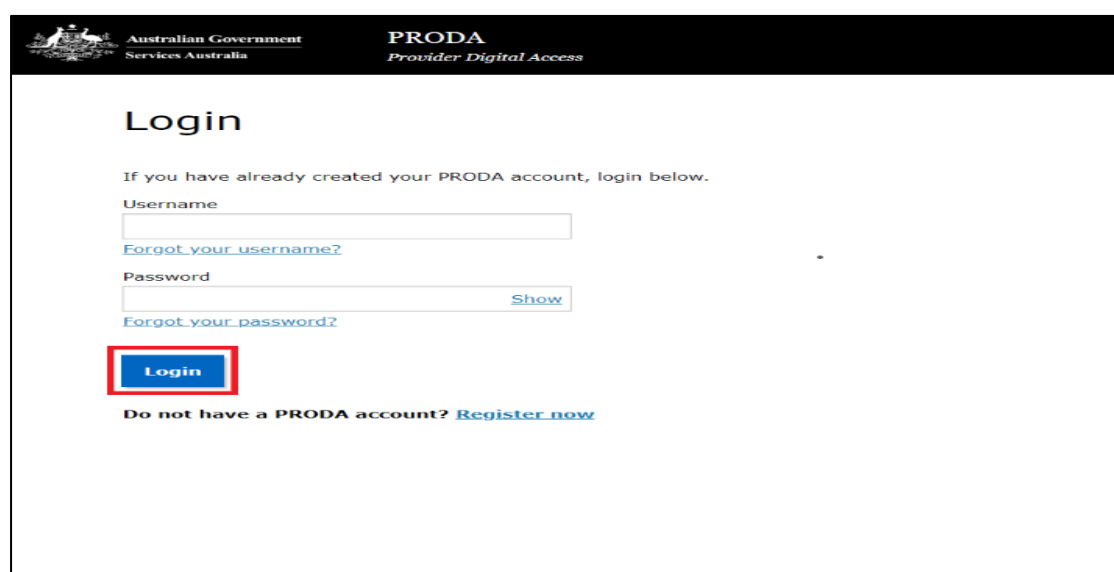 Australian Government
Services Australia
PRODA
Provider Digital Access
Login
If you have already created your PRODA account, login below.
Username
Forgot your username?
Password
Show
Forgot your password?
Login
Do not have a PRODA account? Register now